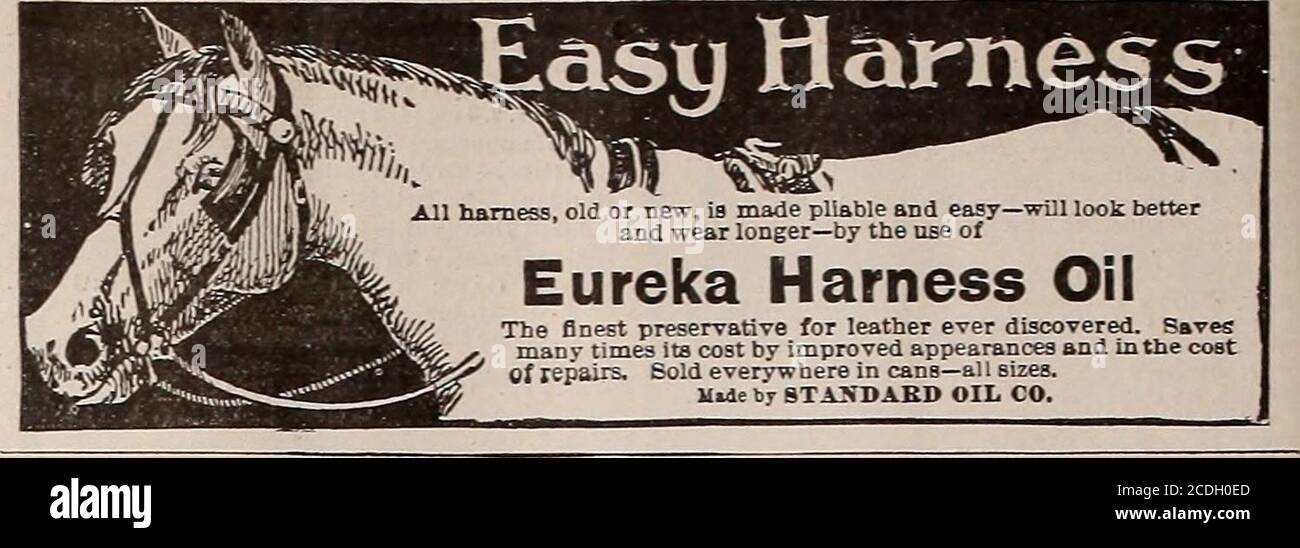 Easy Harness
All harness, old or new, is made pliable and easy—will look better
and wear longer—by the use of
Eureka Harness Oil
The finest preservative for leather ever discovered. Saves
many times its cost by improved appearances and in the cost
of repairs. Sold everywhere in cans—all sizes.
Made by STANDARD OIL CO.
alamy
Image ID: 2CDH0ED
www.alamy.com